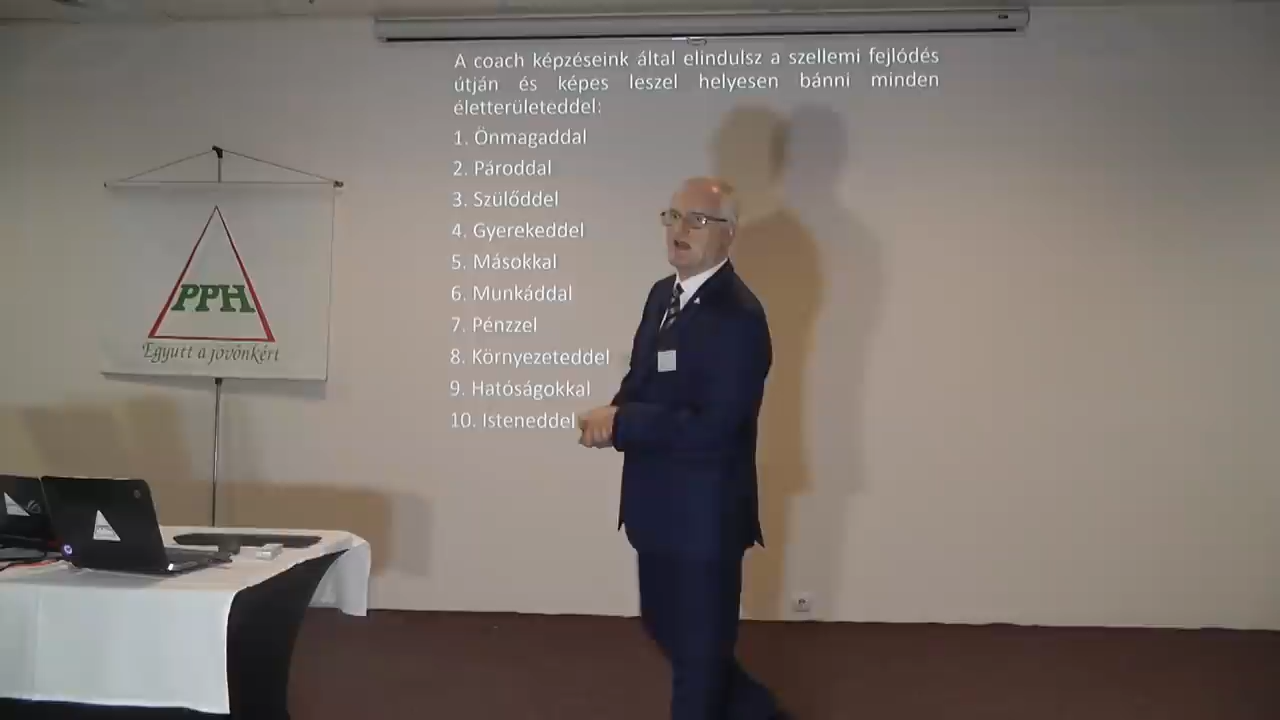 A coach képzéseink által elindulsz a szellemi fejlődés
útján és képes leszel helyesen bánni minden
életterületeddel:
1. Önmagaddal
2. Pároddal
3. Szülőddel
4. Gyerekeddel
5. Másokkal
6. Munkáddal
7. Pénzzel
8. Környezeteddel
9. Hatóságokkal
10. Isteneddel
PPH
Együtt a jövőnkért